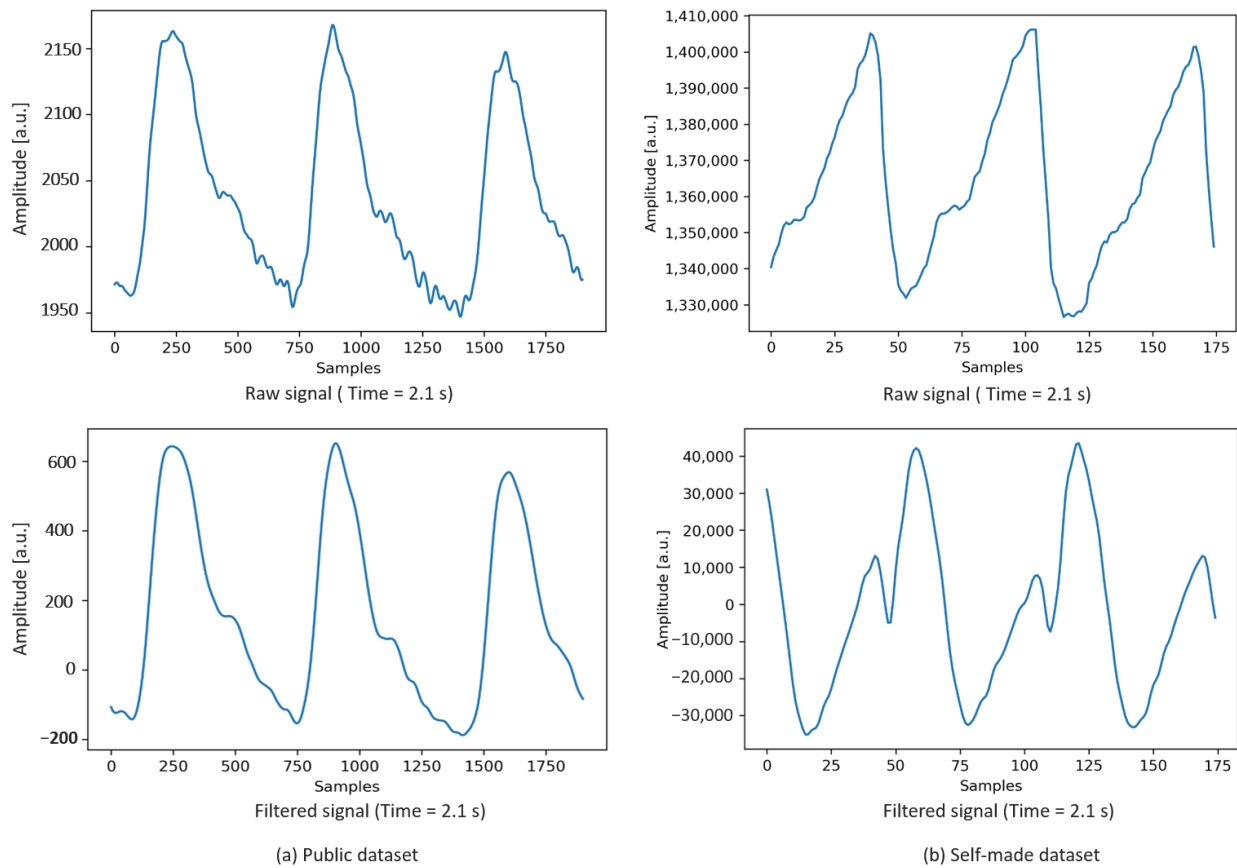 2150
2100
2050
2000
1950
Amplitude [a.u.]
0 250 500 750 1000 1250 1500 1750
Samples
Raw signal ( Time = 2.1 s)
1,410,000
1,400,000
1,390,000
1,380,000
1,370,000
1,360,000
1,350,000
1,340,000
1,330,000
Amplitude [a.u.]
0 25 50 75 100 125 150 175
Samples
Raw signal ( Time = 2.1 s)
600
400
200
0
−200
Amplitude [a.u.]
0 250 500 750 1000 1250 1500 1750
Samples
Filtered signal (Time = 2.1 s)
40,000
30,000
20,000
10,000
0
−10,000
−20,000
−30,000
Amplitude [a.u.]
0 25 50 75 100 125 150 175
Samples
Filtered signal (Time = 2.1 s)
(a) Public dataset
(b) Self-made dataset